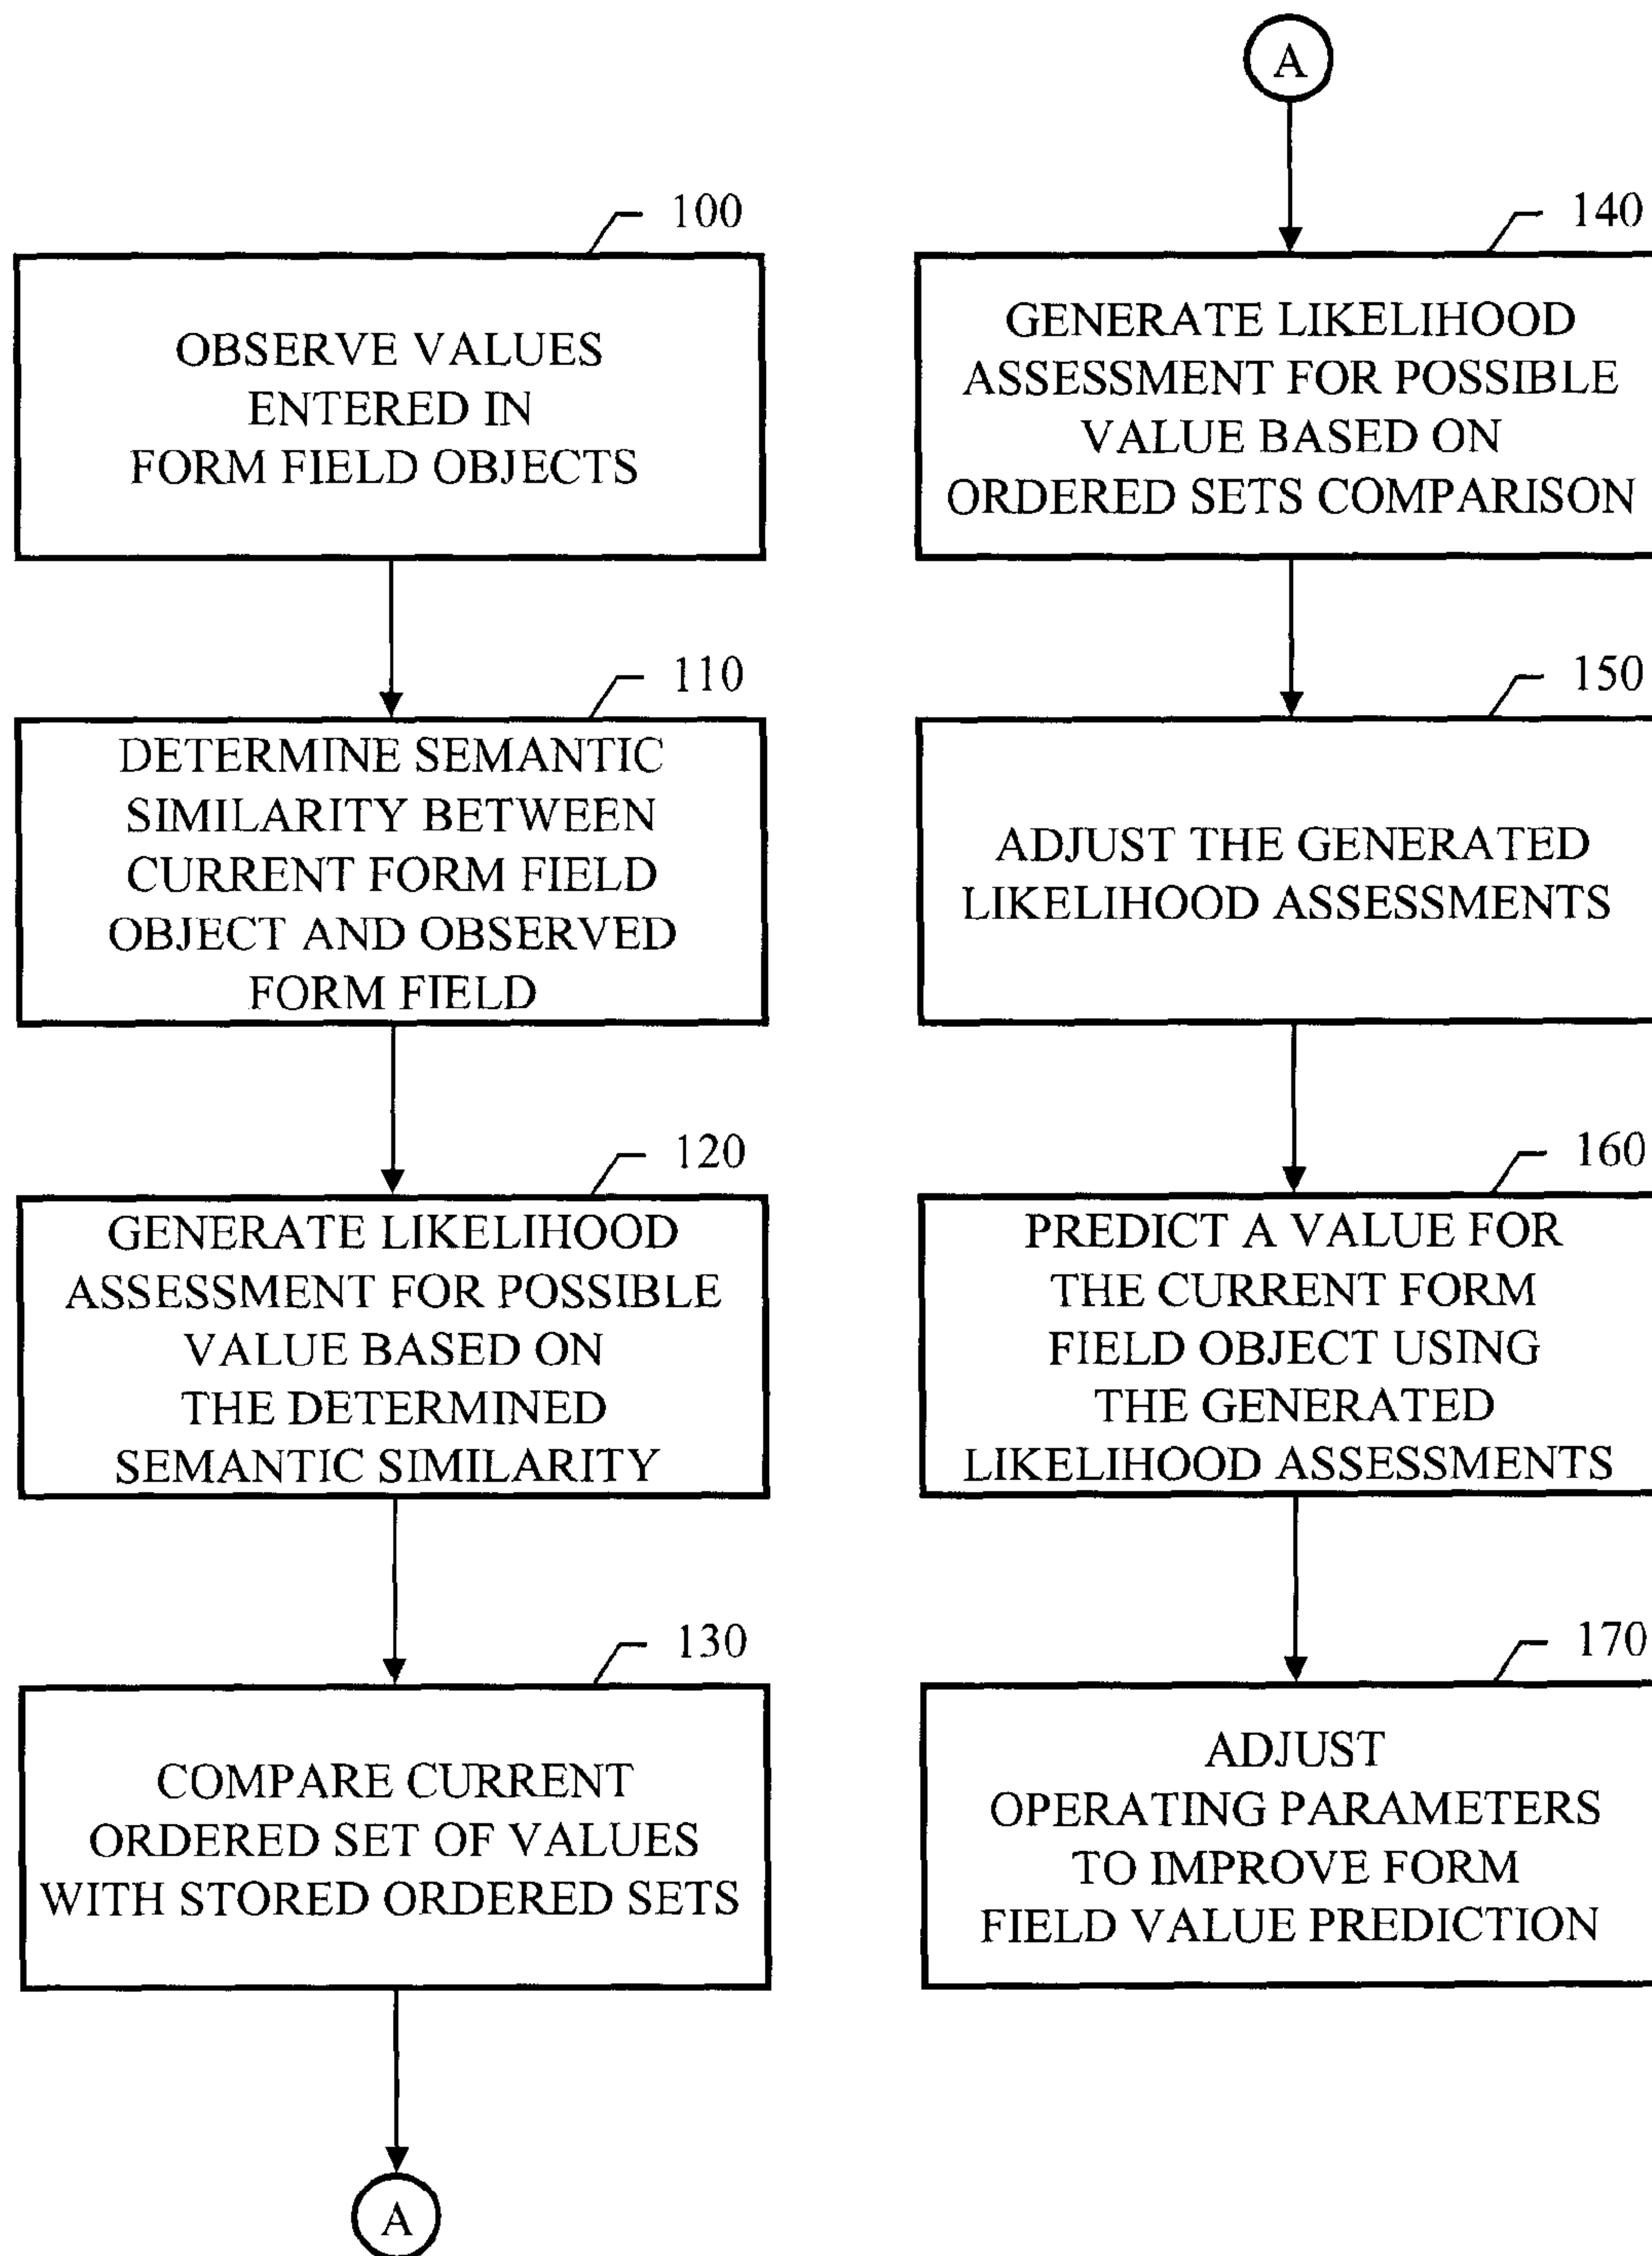 100
OBSERVE VALUES
ENTERED IN
FORM FIELD OBJECTS
110
DETERMINE SEMANTIC
SIMILARITY BETWEEN
CURRENT FORM FIELD
OBJECT AND OBSERVED
FORM FIELD
120
GENERATE LIKELIHOOD
ASSESSMENT FOR POSSIBLE
VALUE BASED ON
THE DETERMINED
SEMANTIC SIMILARITY
130
COMPARE CURRENT
ORDERED SET OF VALUES
WITH STORED ORDERED SETS
A
A
140
GENERATE LIKELIHOOD
ASSESSMENT FOR POSSIBLE
VALUE BASED ON
ORDERED SETS COMPARISON
150
ADJUST THE GENERATED
LIKELIHOOD ASSESSMENTS
160
PREDICT A VALUE FOR
THE CURRENT FORM
FIELD OBJECT USING
THE GENERATED
LIKELIHOOD ASSESSMENTS
170
ADJUST
OPERATING PARAMETERS
TO IMPROVE FORM
FIELD VALUE PREDICTION